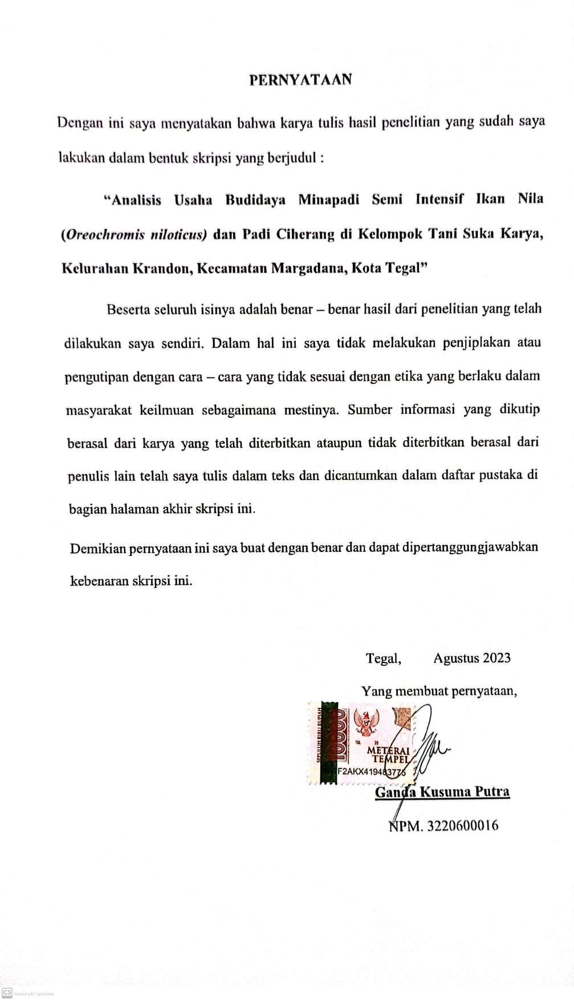 PERNYATAAN
Dengan ini saya menyatakan bahwa karya tulis hasil penelitian yang sudah saya
lakukan dalam bentuk skripsi yang berjudul :
“Analisis Usaha Budidaya Minapadi Semi Intensif Ikan Nila
(Oreochromis niloticus) dan Padi Ciherang di Kelompok Tani Suka Karya,
Kelurahan Krandon, Kecamatan Margadana, Kota Tegal”
Beserta seluruh isinya adalah benar – benar hasil dari penelitian yang telah
dilakukan saya sendiri. Dalam hal ini saya tidak melakukan penjiplakan atau
pengutipan dengan cara – cara yang tidak sesuai dengan etika yang berlaku dalam
masyarakat keilmuan sebagaimana mestinya. Sumber informasi yang dikutip
berasal dari karya yang telah diterbitkan ataupun tidak diterbitkan berasal dari
penulis lain telah saya tulis dalam teks dan dicantumkan dalam daftar pustaka di
bagian halaman akhir skripsi ini.
Demikian pernyataan ini saya buat dengan benar dan dapat dipertanggungjawabkan
kebenaran skripsi ini.
Tegal, Agustus 2023
Yang membuat pernyataan,
SEPULUH RIBU RUPIAH
10000
TGL 20
METERAI
TEMPEL
F2AKX419483775
Ganda Kusuma Putra
NPM. 3220600016
CS Scanned with CamScanner